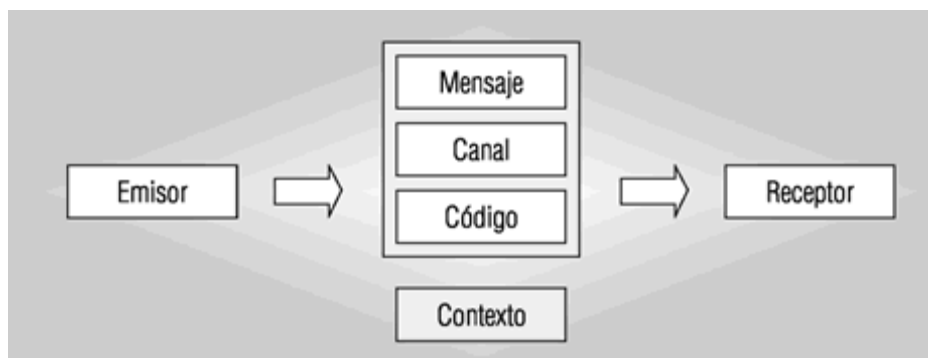 Mensaje
Canal
Emisor
Receptor
Código
Contexto